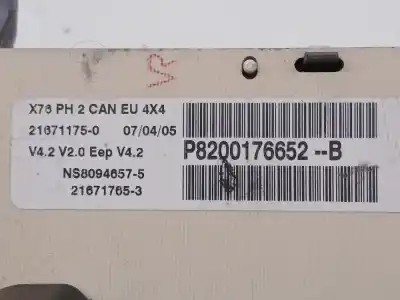 VR
X76 PH 2 CAN EU 4X4
21671175-0 07/04/05
V4.2 V2.0 Eep V4.2
P8200176652--B
NS8094657-5
21671765-3